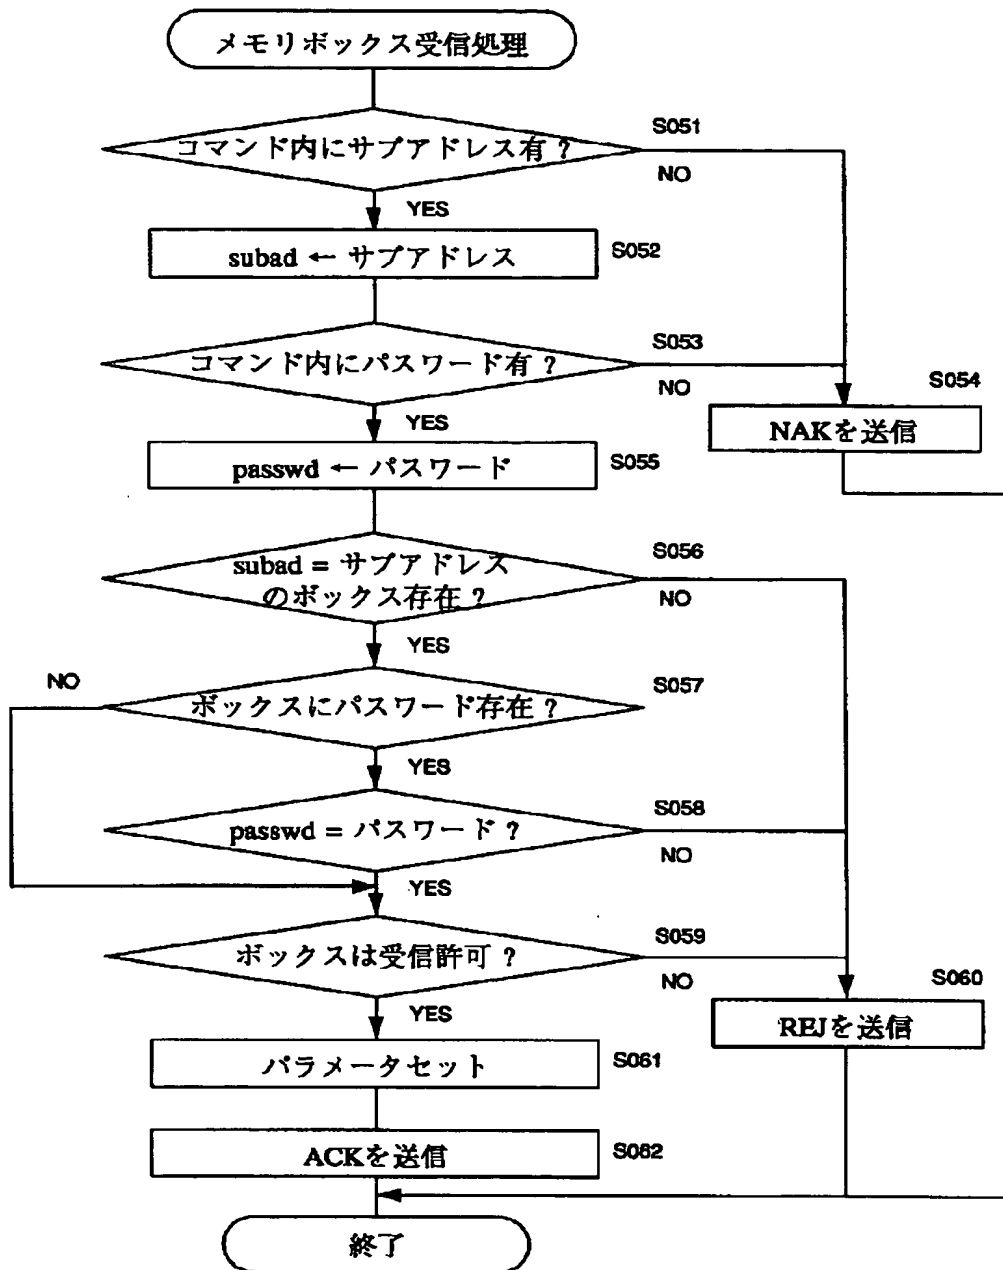 メモリボックス受信処理
コマンド内にサブアドレス有 ?
S051
NO
YES
subad ← サブアドレス
S052
コマンド内にパスワード有 ?
S053
NO
YES
NAKを送信
S054
passwd ← パスワード
S055
subad = サブアドレス
のボックス存在 ?
S056
NO
YES
ボックスにパスワード存在 ?
S057
NO
YES
passwd = パスワード ?
S058
NO
YES
ボックスは受信許可 ?
S059
NO
YES
REJを送信
S060
パラメータセット
S061
ACKを送信
S062
終了